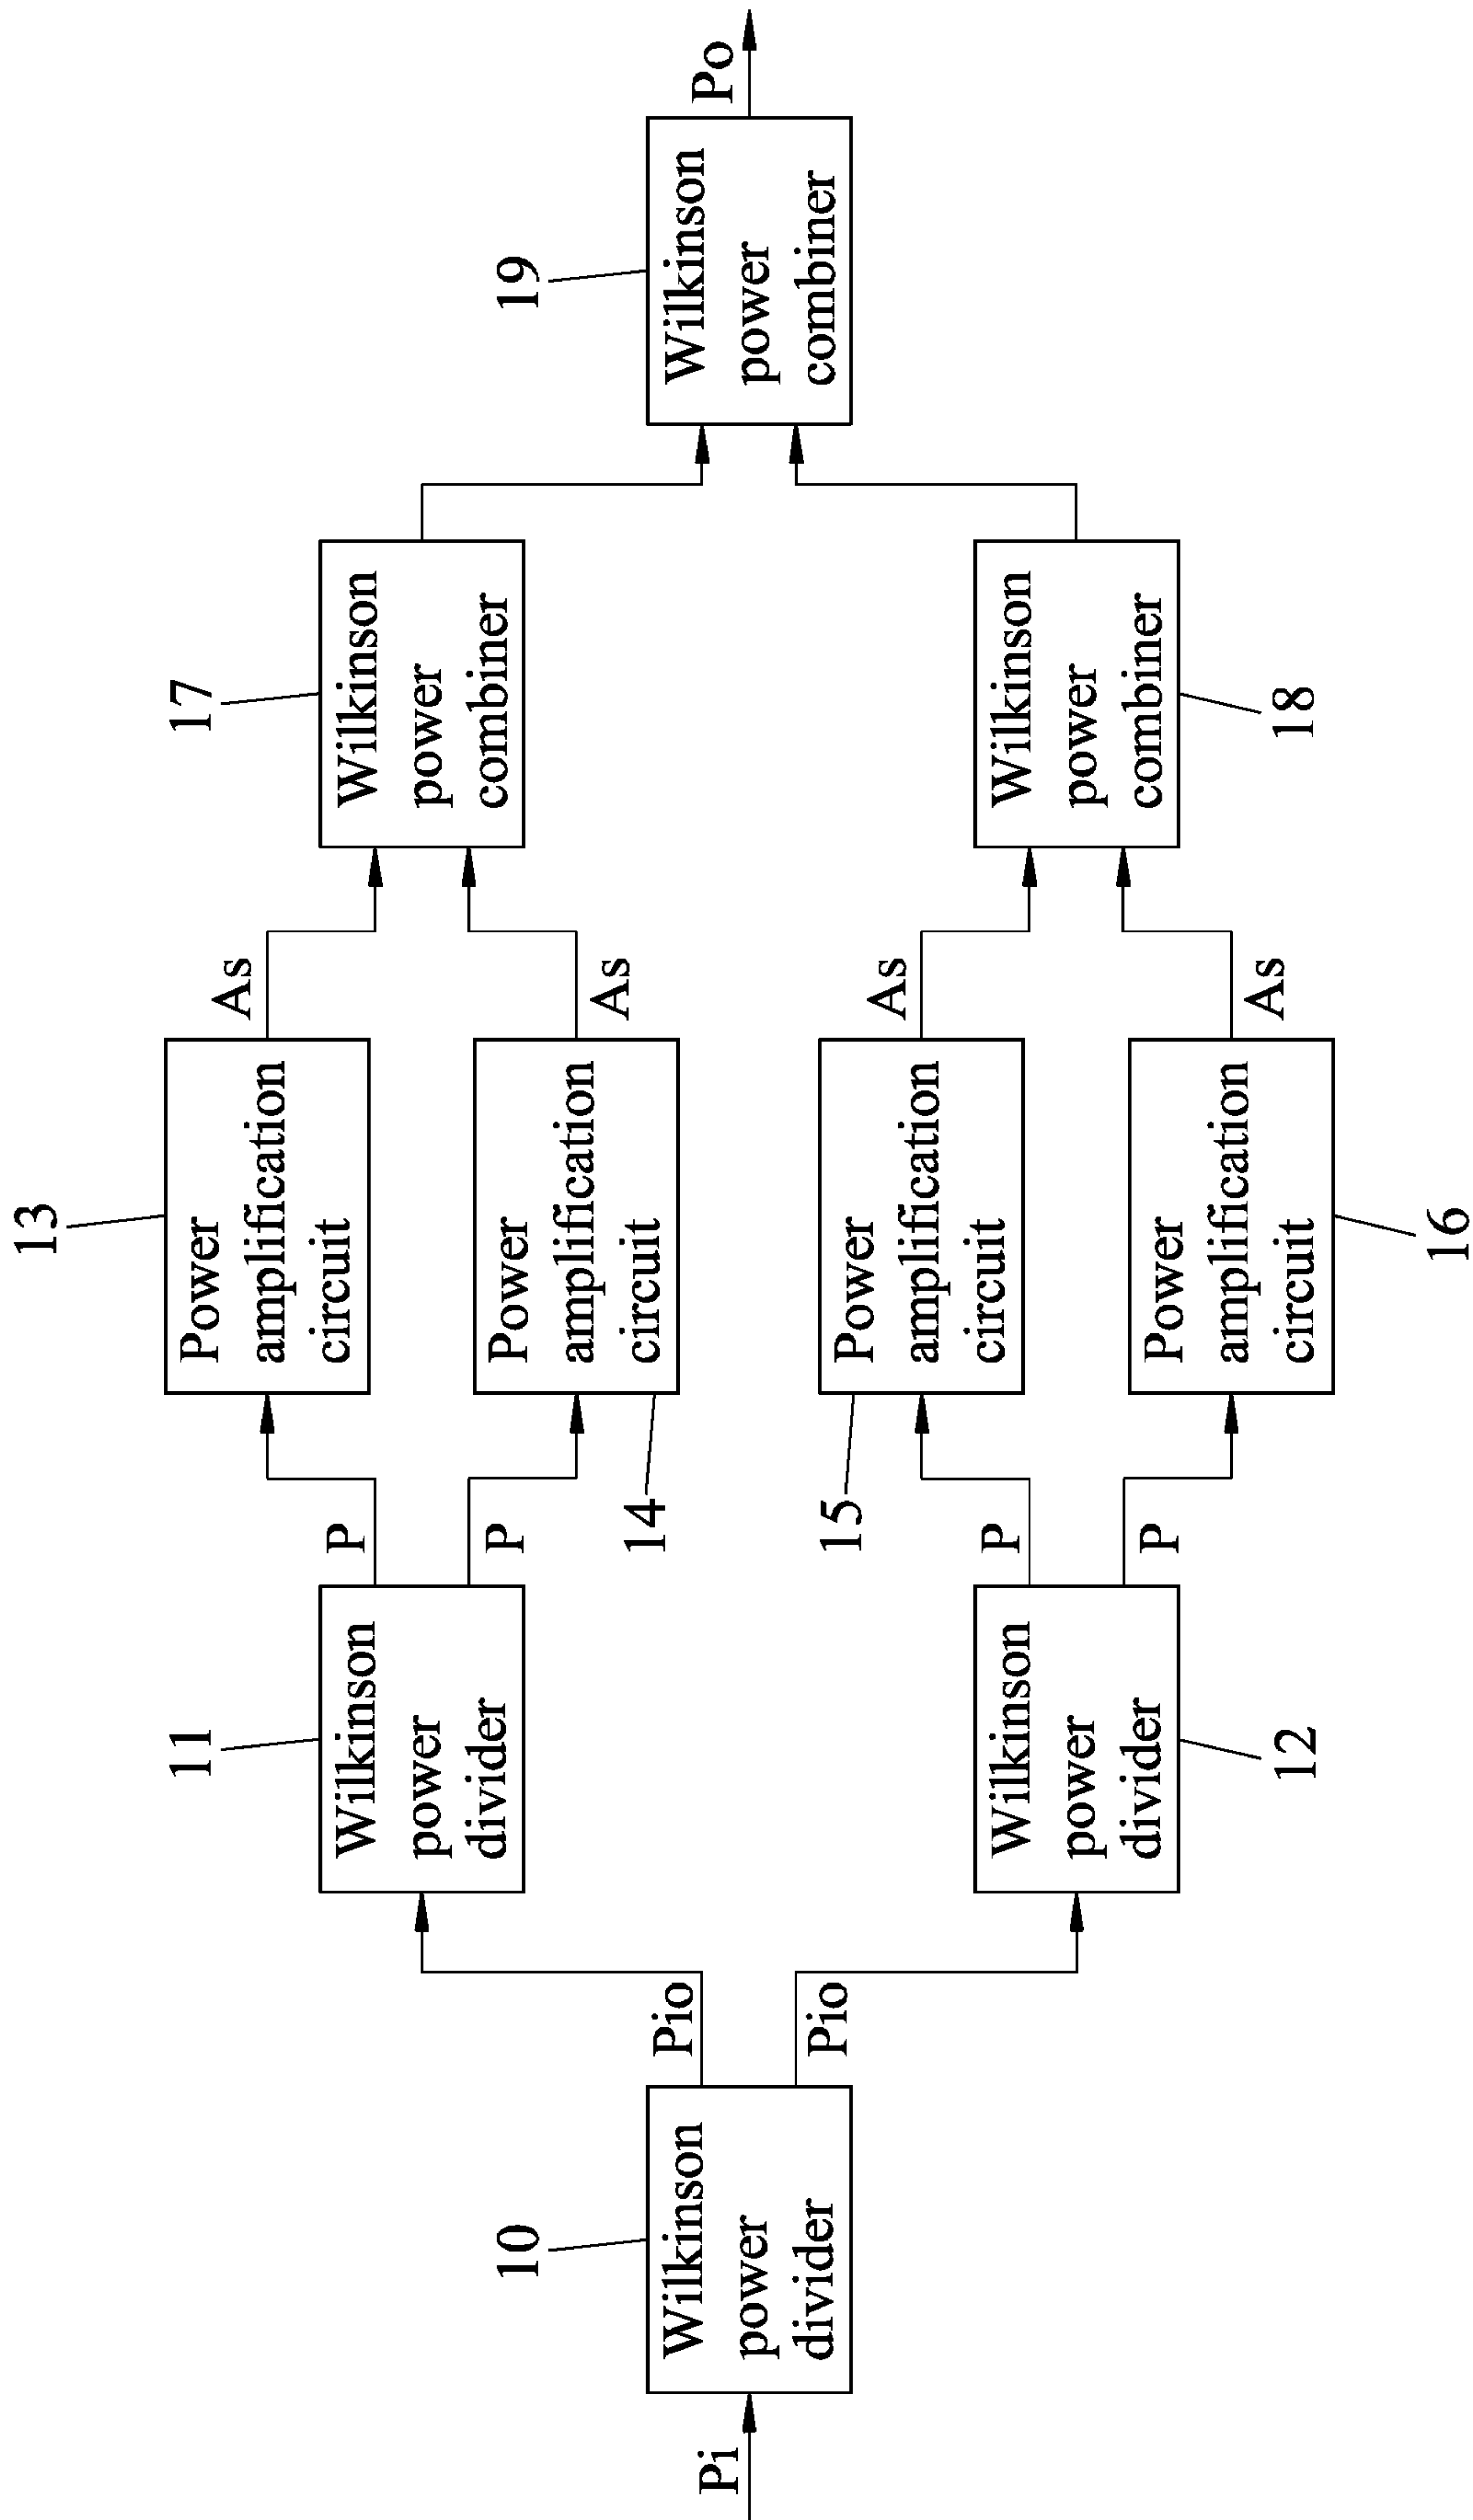 Pi
10
Wilkinson
power
divider
Pio
Pio
11
Wilkinson
power
divider
12
Wilkinson
power
divider
P
P
P
P
13
Power
amplification
circuit
14
Power
amplification
circuit
15
Power
amplification
circuit
16
Power
amplification
circuit
As
As
As
As
17
Wilkinson
power
combiner
18
Wilkinson
power
combiner
19
Wilkinson
power
combiner
Po